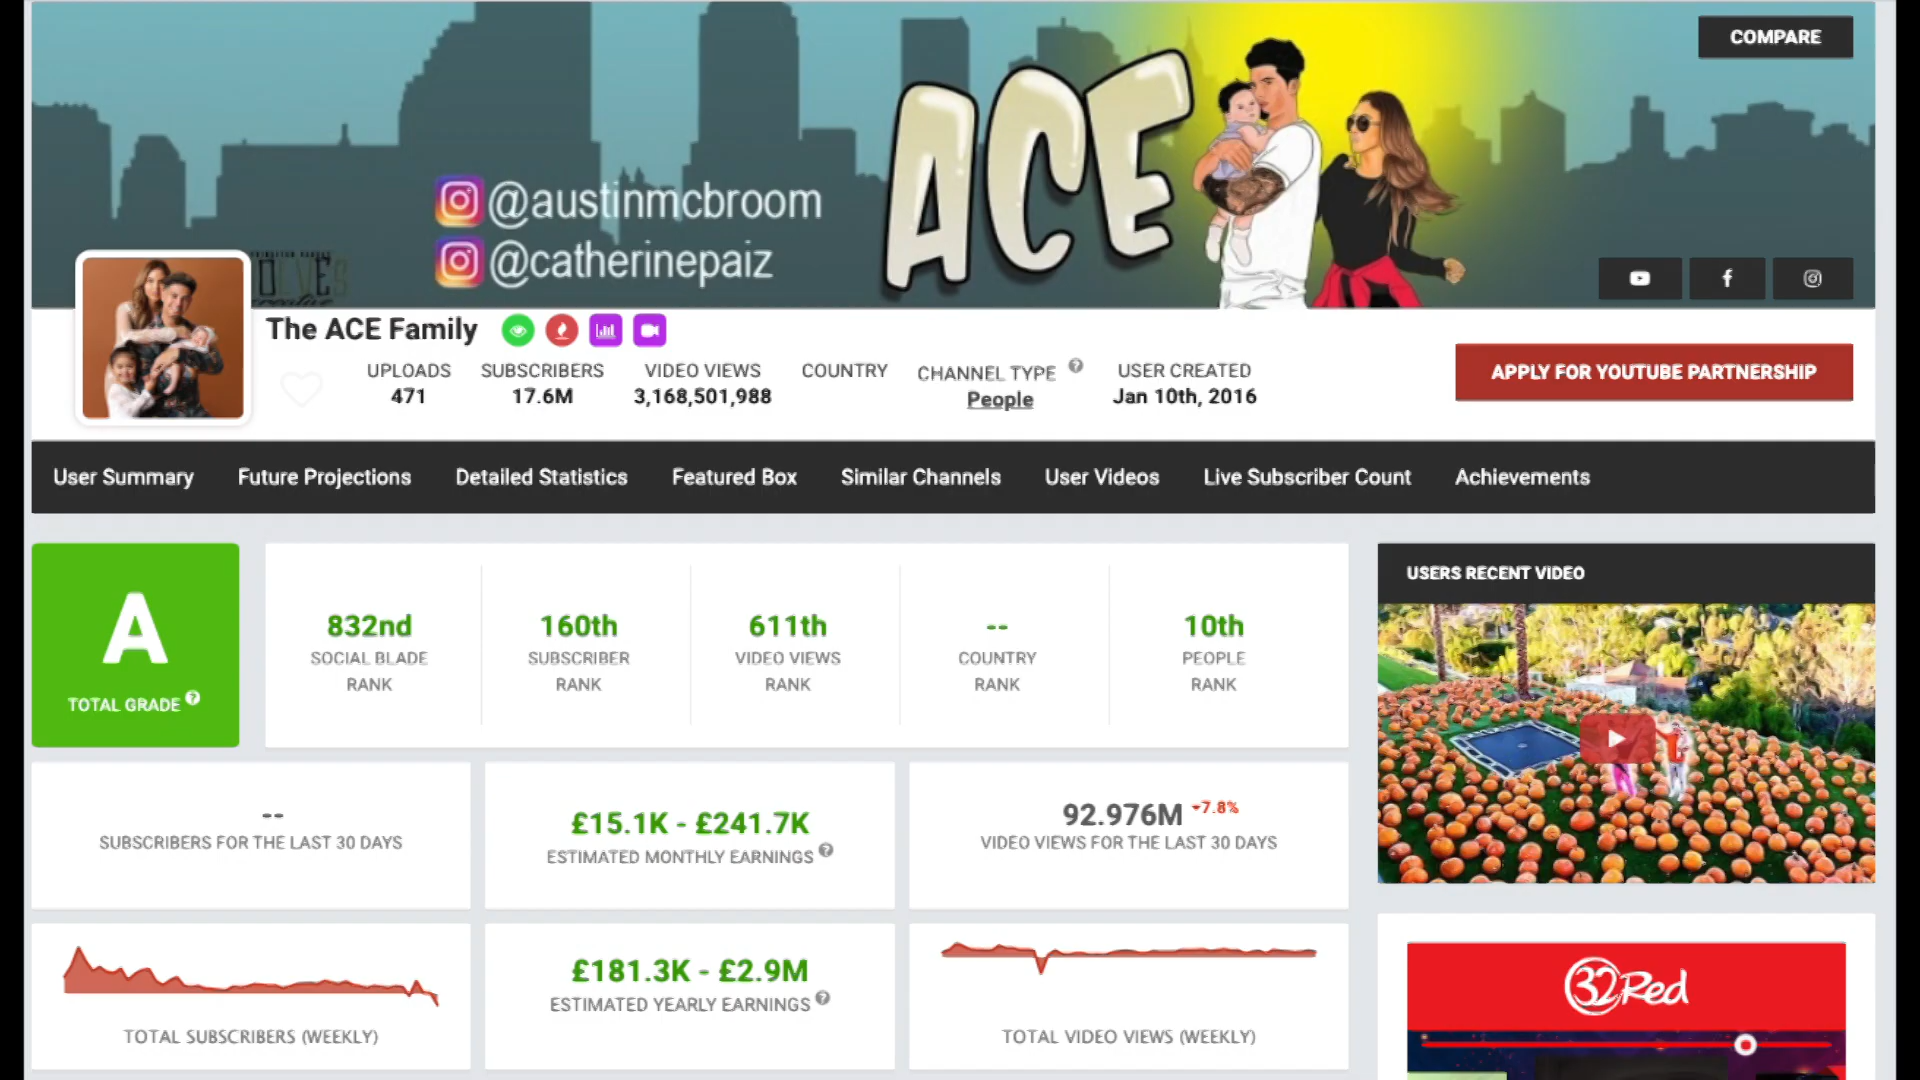 COMPARE
ACE
@austinmcbroom
@catherinepaiz
The ACE Family
UPLOADS SUBSCRIBERS VIDEO VIEWS COUNTRY CHANNEL TYPE ? USER CREATED
471 17.6M 3,168,501,988 People Jan 10th, 2016
APPLY FOR YOUTUBE PARTNERSHIP
User Summary Future Projections Detailed Statistics Featured Box Similar Channels User Videos Live Subscriber Count Achievements
A
TOTAL GRADE ?
832nd 160th 611th -- 10th
SOCIAL BLADE SUBSCRIBER VIDEO VIEWS COUNTRY PEOPLE
RANK RANK RANK RANK RANK
USERS RECENT VIDEO
--
SUBSCRIBERS FOR THE LAST 30 DAYS
£15.1K - £241.7K
ESTIMATED MONTHLY EARNINGS ?
92.976M -7.8%
VIDEO VIEWS FOR THE LAST 30 DAYS
TOTAL SUBSCRIBERS (WEEKLY)
£181.3K - £2.9M
ESTIMATED YEARLY EARNINGS ?
TOTAL VIDEO VIEWS (WEEKLY)
32Red